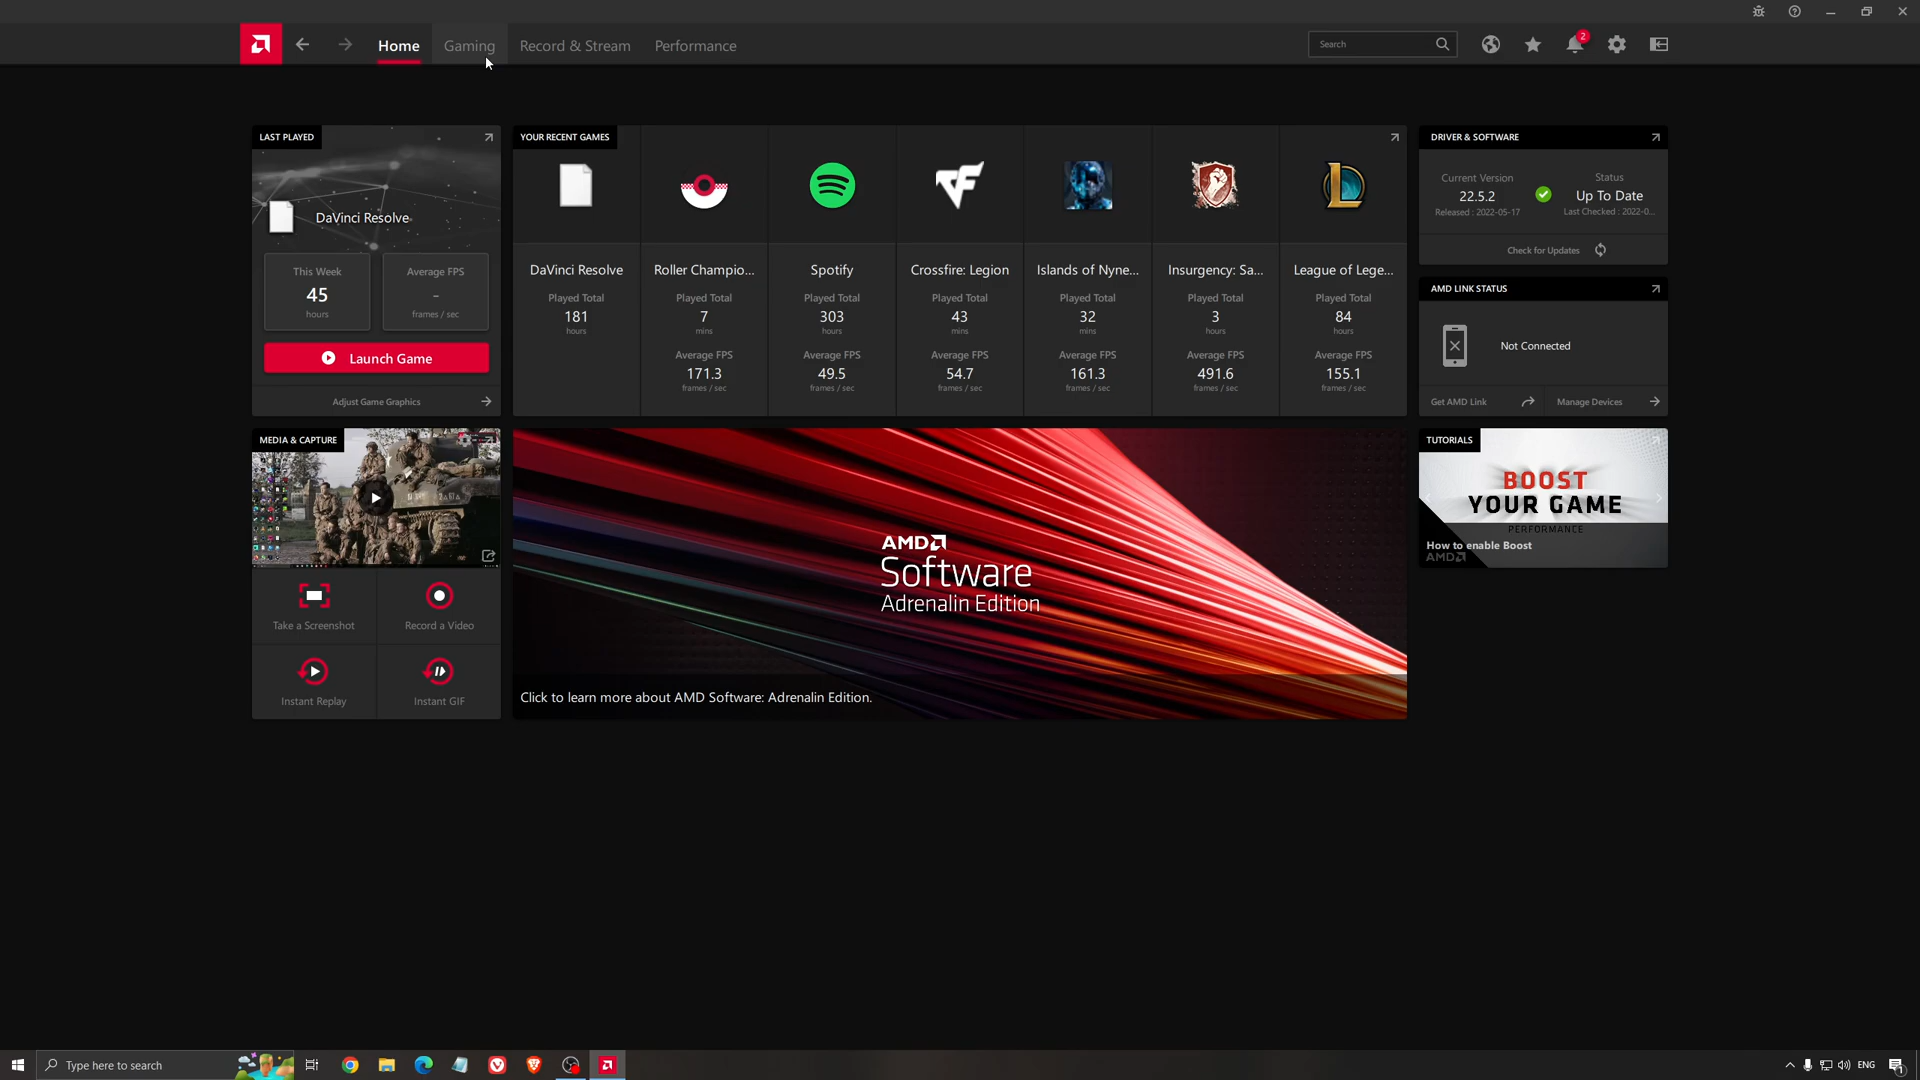 Home
Gaming
Record & Stream
Performance
Search
2
LAST PLAYED
DaVinci Resolve
This Week
45
hours
Average FPS
–
frames / sec
Launch Game
Adjust Game Graphics
YOUR RECENT GAMES
DaVinci Resolve
Played Total
181
hours
Roller Champio...
Played Total
7
mins
Average FPS
171.3
frames / sec
Spotify
Played Total
303
hours
Average FPS
49.5
frames / sec
Crossfire: Legion
Played Total
43
mins
Average FPS
54.7
frames / sec
Islands of Nyne...
Played Total
32
mins
Average FPS
161.3
frames / sec
Insurgency: Sa...
Played Total
3
hours
Average FPS
491.6
frames / sec
League of Lege...
Played Total
84
hours
Average FPS
155.1
frames / sec
DRIVER & SOFTWARE
Current Version
22.5.2
Released : 2022-05-17
Status
Up To Date
Last Checked : 2022-0...
Check for Updates
AMD LINK STATUS
Not Connected
Get AMD Link
Manage Devices
MEDIA & CAPTURE
Take a Screenshot
Record a Video
Instant Replay
Instant GIF
AMD
Software
Adrenalin Edition
Click to learn more about AMD Software: Adrenalin Edition.
TUTORIALS
BOOST
YOUR GAME
PERFORMANCE
How to enable Boost
AMD
Type here to search
ENG
1